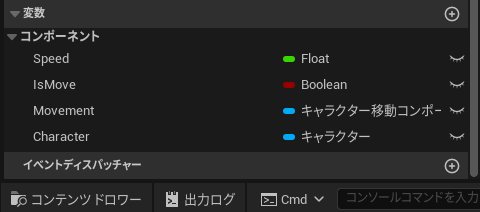 変数
コンポーネント
Speed Float
IsMove Boolean
Movement キャラクター移動コンポー
Character キャラクター
イベントディスパッチャー
コンテンツドロワー 出力ログ Cmd コンソールコマンドを入力